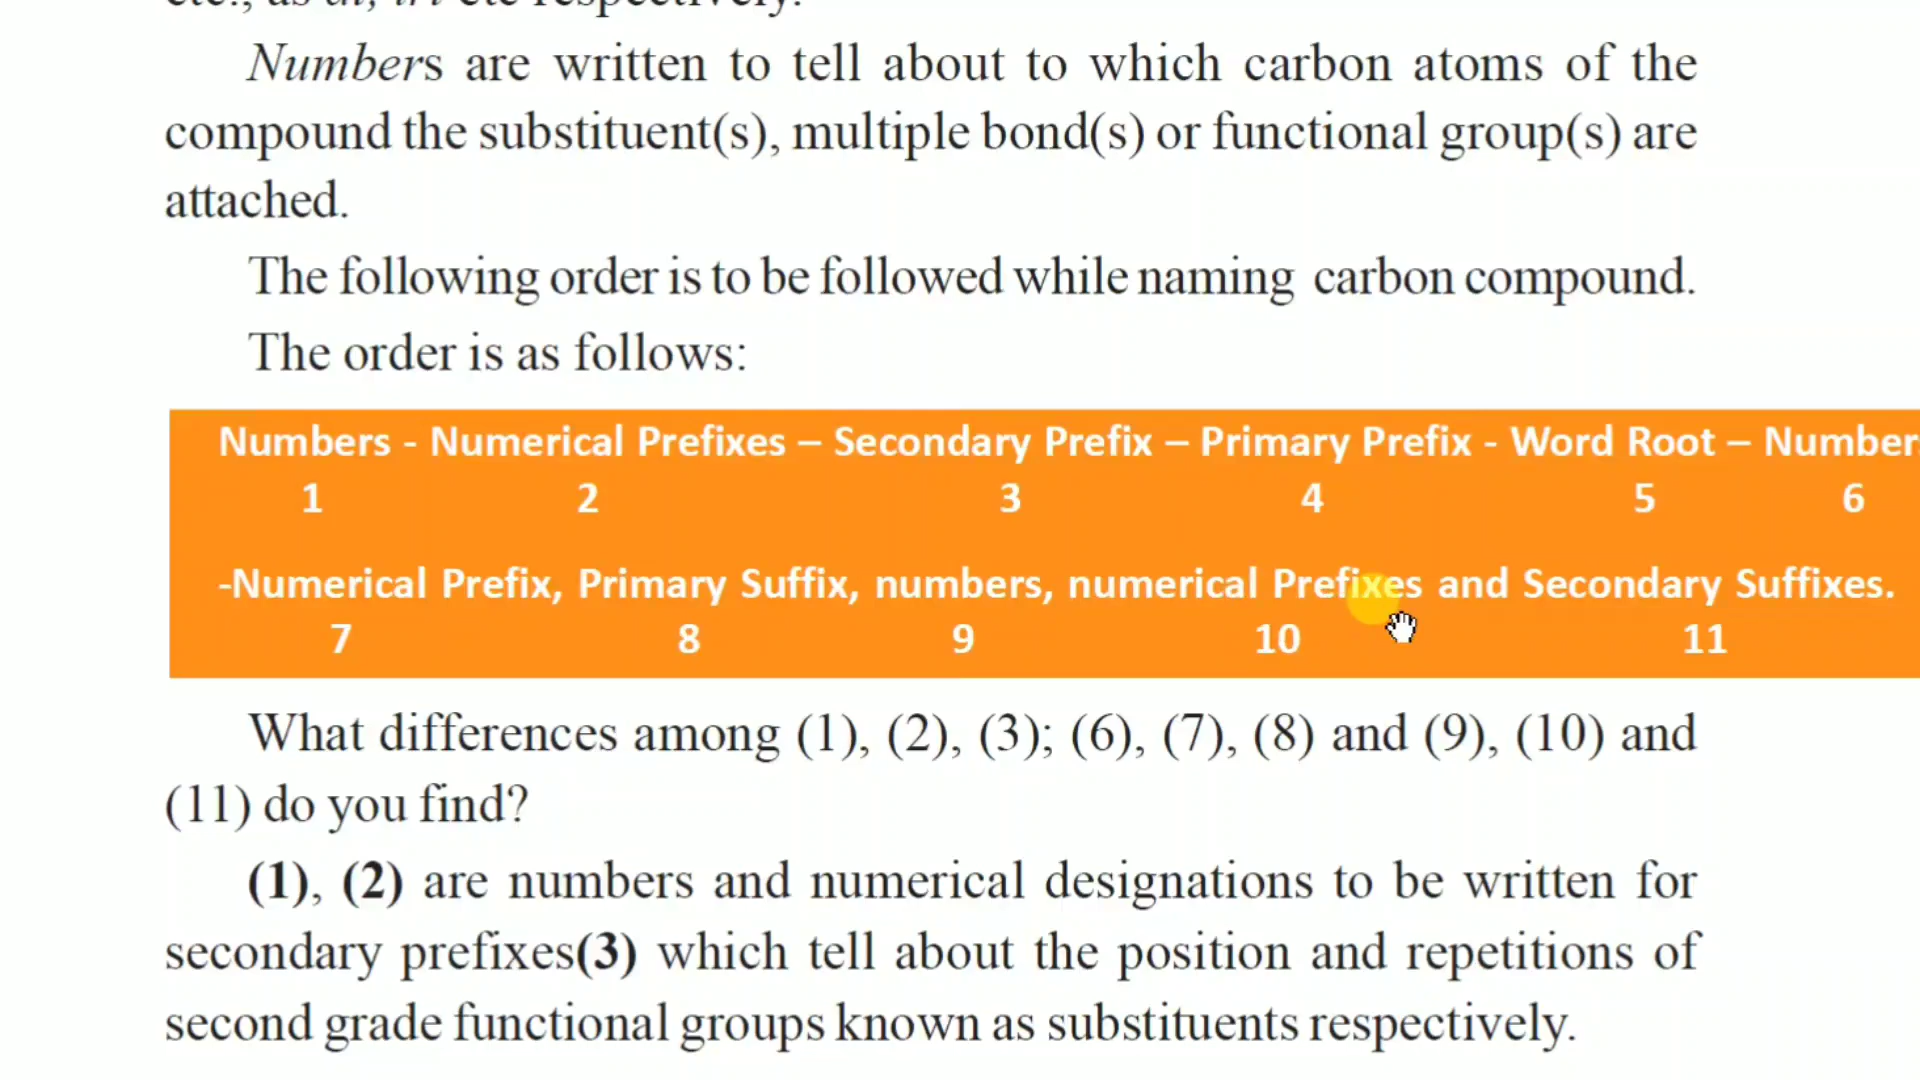 etc., as di, tri etc respectively.
Numbers are written to tell about to which carbon atoms of the
compound the substituent(s), multiple bond(s) or functional group(s) are
attached.
The following order is to be followed while naming carbon compound.
The order is as follows:
Numbers - Numerical Prefixes – Secondary Prefix – Primary Prefix - Word Root – Number
1 2 3 4 5 6
-Numerical Prefix, Primary Suffix, numbers, numerical Prefixes and Secondary Suffixes.
7 8 9 10 11
What differences among (1), (2), (3); (6), (7), (8) and (9), (10) and
(11) do you find?
(1), (2) are numbers and numerical designations to be written for
secondary prefixes(3) which tell about the position and repetitions of
second grade functional groups known as substituents respectively.